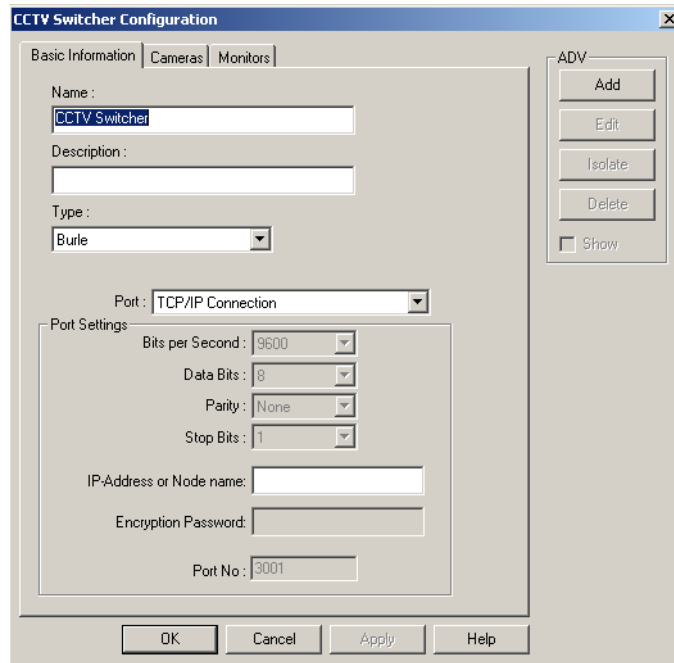 CCTV Switcher Configuration
Basic Information Cameras Monitors
Name :
CCTV Switcher
Description :
Type :
Burle
Port : TCP/IP Connection
Port Settings
Bits per Second : 9600
Data Bits : 8
Parity : None
Stop Bits : 1
IP-Address or Node name:
Encryption Password:
Port No : 3001
OK Cancel Apply Help
ADV
Add
Edit
Isolate
Delete
Show